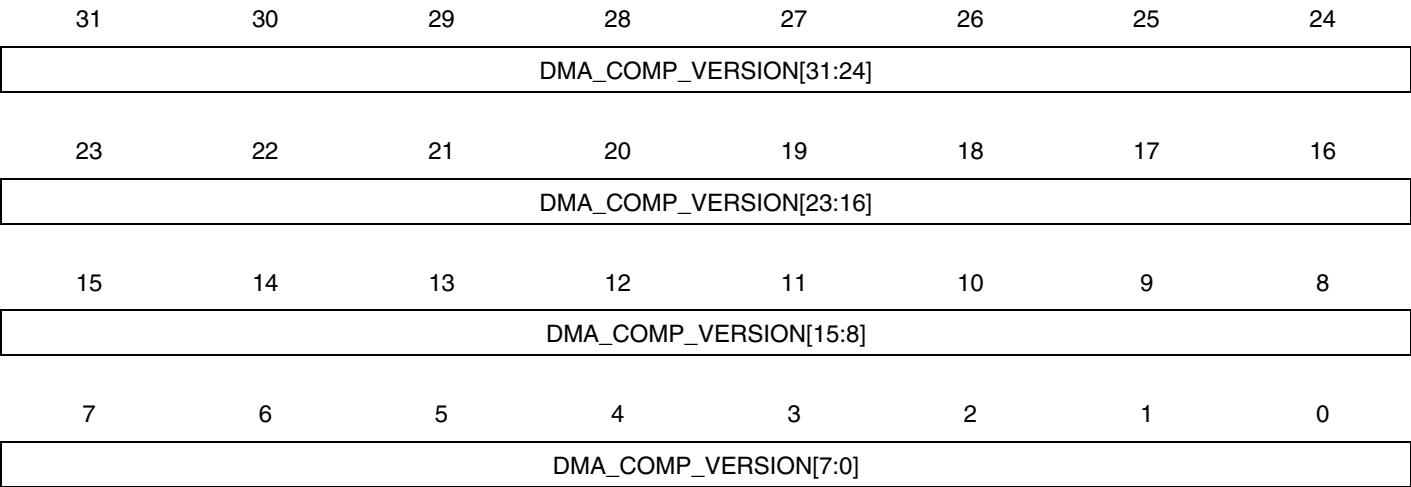 31 30 29 28 27 26 25 24
DMA_COMP_VERSION[31:24]
23 22 21 20 19 18 17 16
DMA_COMP_VERSION[23:16]
15 14 13 12 11 10 9 8
DMA_COMP_VERSION[15:8]
7 6 5 4 3 2 1 0
DMA_COMP_VERSION[7:0]